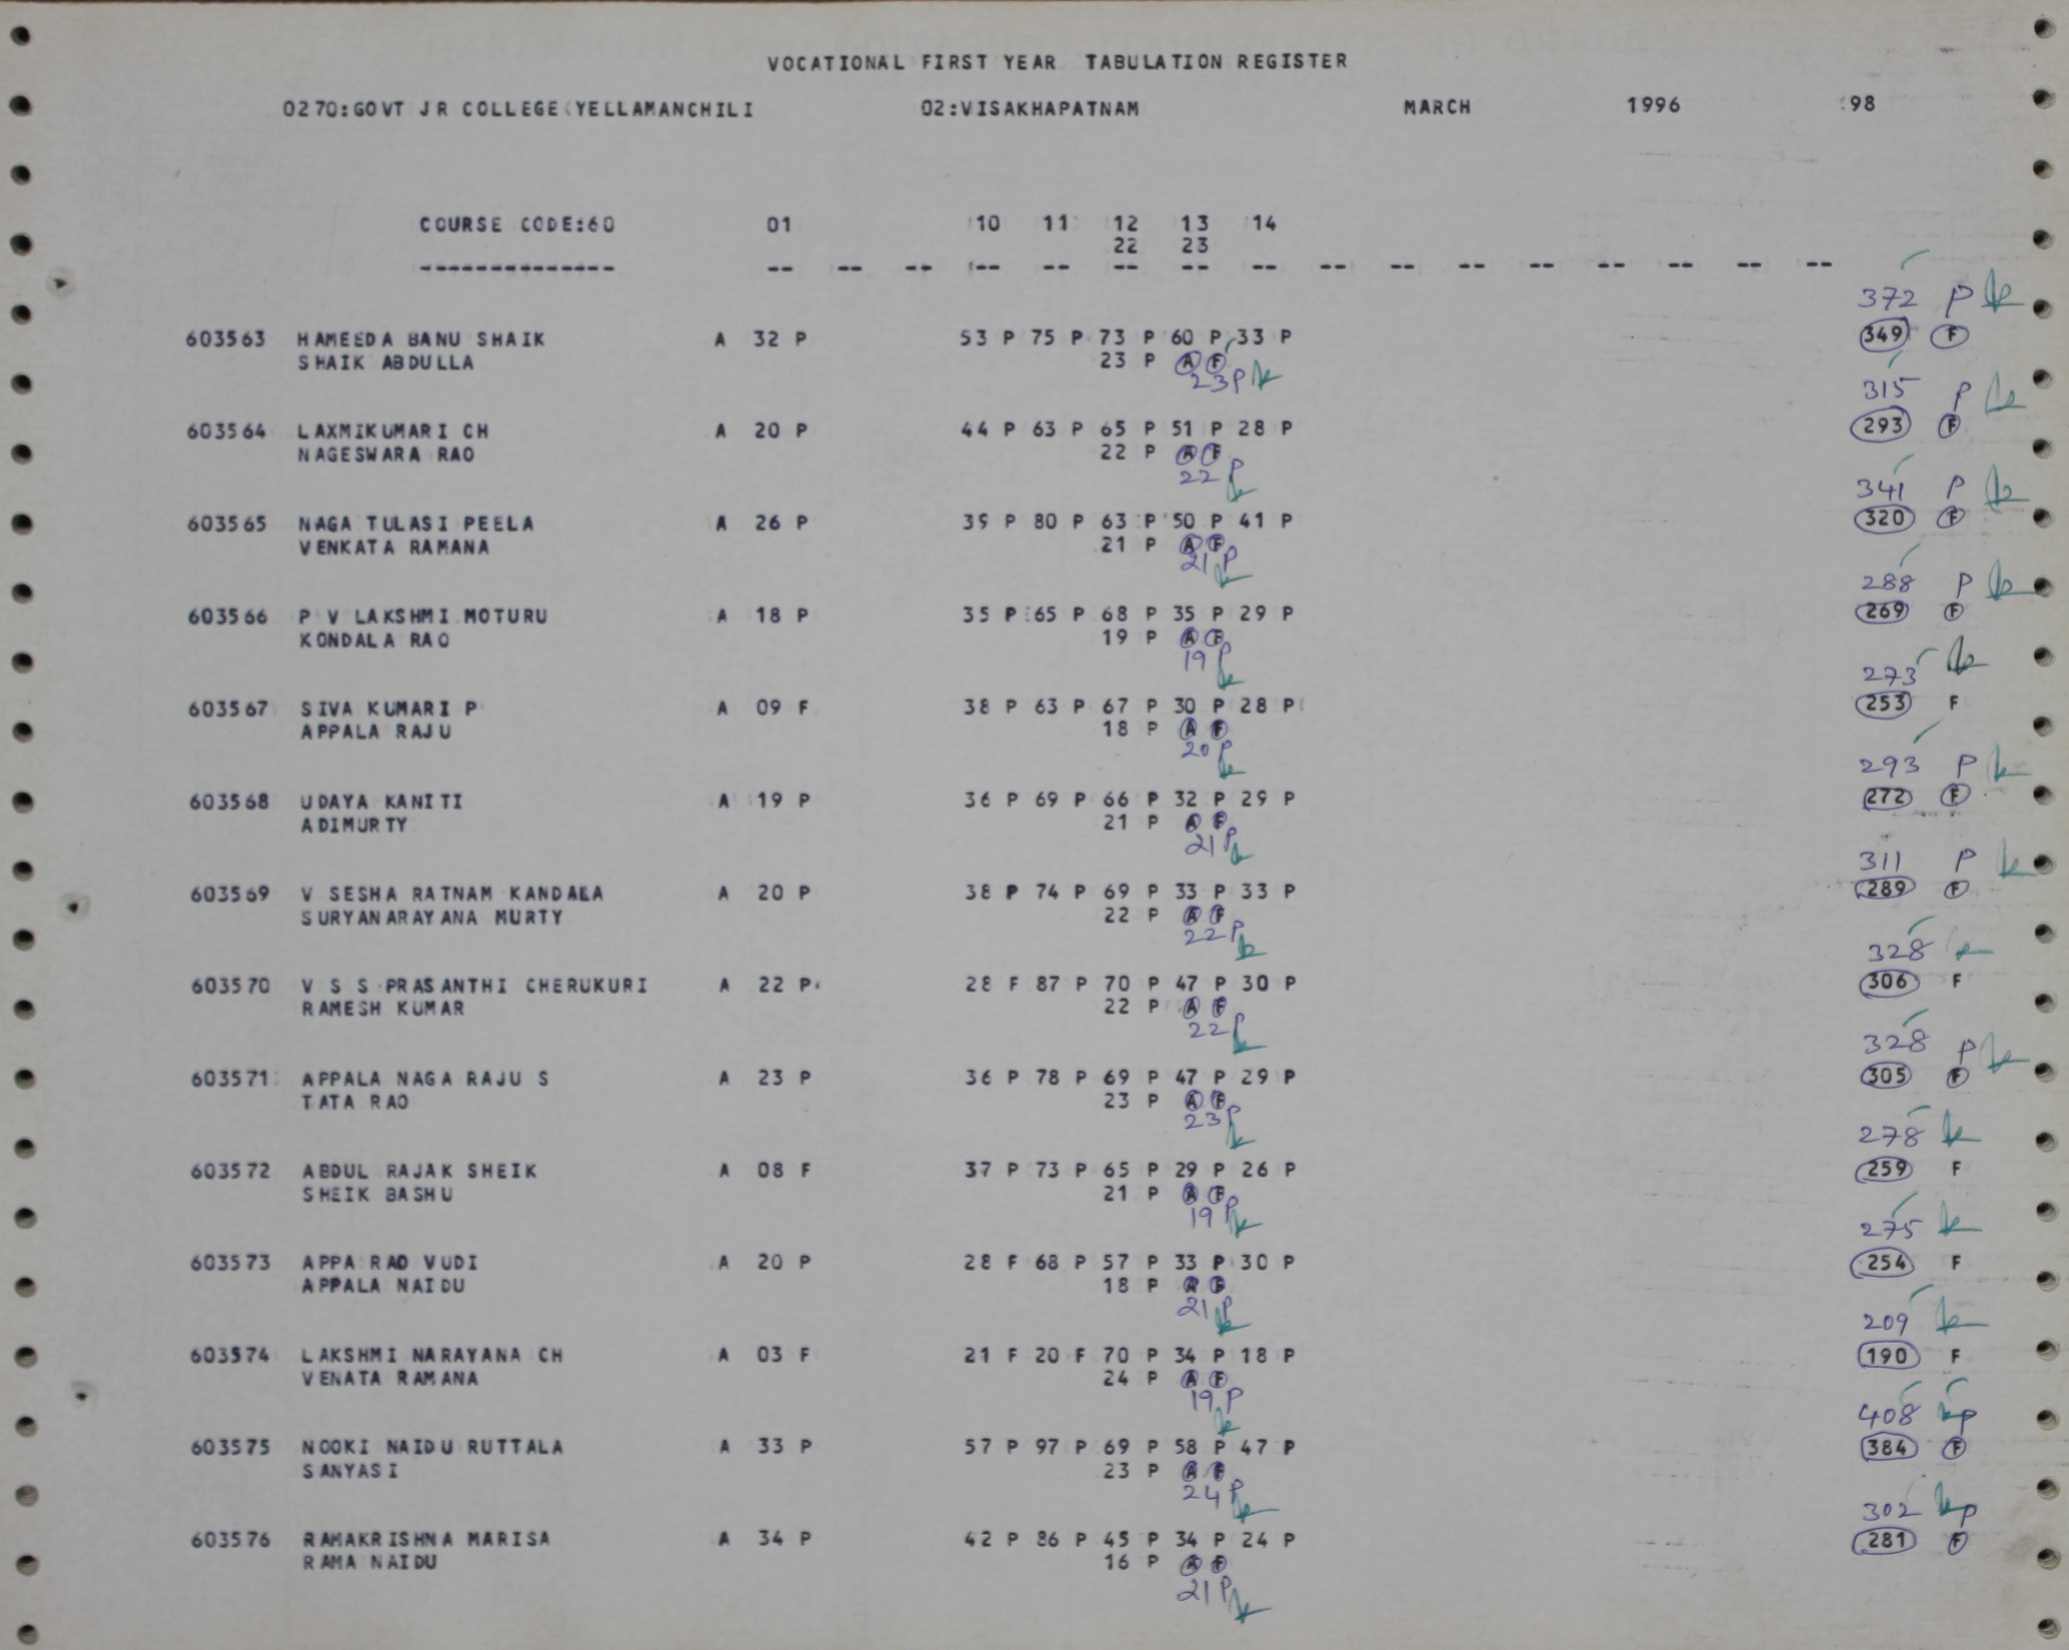 VOCATIONAL FIRST YEAR TABULATION REGISTER
0270:GOVT JR COLLEGE YELLAMANCHILI 02:VISAKHAPATNAM MARCH 1996 98
COURSE CODE:60 01 10 11 12 13 14
22 23
-------------- -- -- -- -- -- -- -- -- -- -- -- -- -- -- -- --
372 P
603563 HAMEEDA BANU SHAIK A 32 P 53 P 75 P 73 P 60 P 33 P 349 F
SHAIK ABDULLA 23 P A F
23 P
315 P
603564 LAXMIKUMARI CH A 20 P 44 P 63 P 65 P 51 P 28 P 293 F
NAGESWARA RAO 22 P A F
22 P
341 P
603565 NAGA TULASI PEELA A 26 P 39 P 80 P 63 P 50 P 41 P 320 F
VENKATA RAMANA 21 P A F
21 P
288 P
603566 P V LAKSHMI MOTURU A 18 P 35 P 65 P 68 P 35 P 29 P 269 F
KONDALA RAO 19 P A F
19 P
273
603567 SIVA KUMARI P A 09 F 38 P 63 P 67 P 30 P 28 P 253 F
APPALA RAJU 18 P A F
20 P
293 P
603568 UDAYA KANITI A 19 P 36 P 69 P 66 P 32 P 29 P 272 F
ADIMURTY 21 P A F
21 P
311 P
603569 V SESHA RATNAM KANDALA A 20 P 38 P 74 P 69 P 33 P 33 P 289 F
SURYANARAYANA MURTY 22 P A F
22 P
328
603570 V S S PRASANTHI CHERUKURI A 22 P 28 F 87 P 70 P 47 P 30 P 306 F
RAMESH KUMAR 22 P A F
22 P
328 P
603571 APPALA NAGA RAJU S A 23 P 36 P 78 P 69 P 47 P 29 P 305 F
TATA RAO 23 P A F
23 P
278
603572 ABDUL RAJAK SHEIK A 08 F 37 P 73 P 65 P 29 P 26 P 259 F
SHEIK BASHU 21 P A F
19 P
275
603573 APPA RAO VUDI A 20 P 28 F 68 P 57 P 33 P 30 P 254 F
APPALA NAIDU 18 P A F
21 P
209
603574 LAKSHMI NARAYANA CH A 03 F 21 F 20 F 70 P 34 P 18 P 190 F
VENATA RAMANA 24 P A F
19 P
408 P
603575 NOOKI NAIDU RUTTALA A 33 P 57 P 97 P 69 P 58 P 47 P 384 F
SANYASI 23 P A F
24 P
302 P
603576 RAMAKRISHNA MARISA A 34 P 42 P 86 P 45 P 34 P 24 P 281 F
RAMA NAIDU 16 P A F
21 P